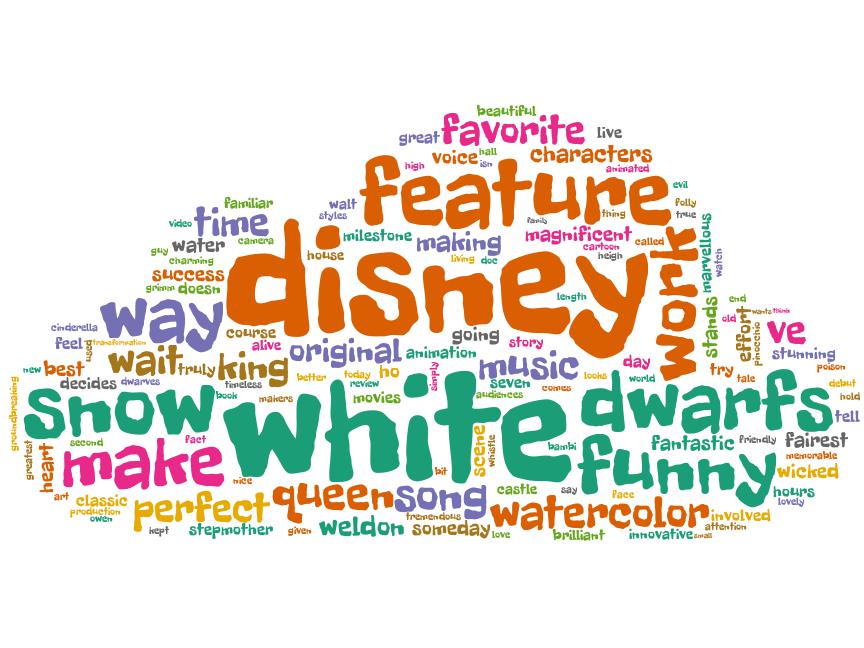 beautiful
great favorite live
high voice hall isn characters
animated
feature evil
familiar walt folly
styles family thing true
video time milestone making magnificent called
camera cartoon
guy water house living doc heigh
charming
success disney work marvellous watch
grimm doesn length
way stands end
cinderella course going effort old wants think
feel used transformation alive original story pinocchio ve
animation stunning
wait truly king music day try
new best better today ho simply seven comes looks world tale poison
decides dwarves timeless review audiences debut
book makers movies hold
groundbreaking snow white dwarfs tell
second fact scene whistle bambi fantastic friendly fairest
greatest heart make funny memorable
nice bit wicked
art classic queen song castle say face hours
production perfect watercolor involved lovely
owen tremendous
kept stepmother given weldon someday love brilliant innovative small attention